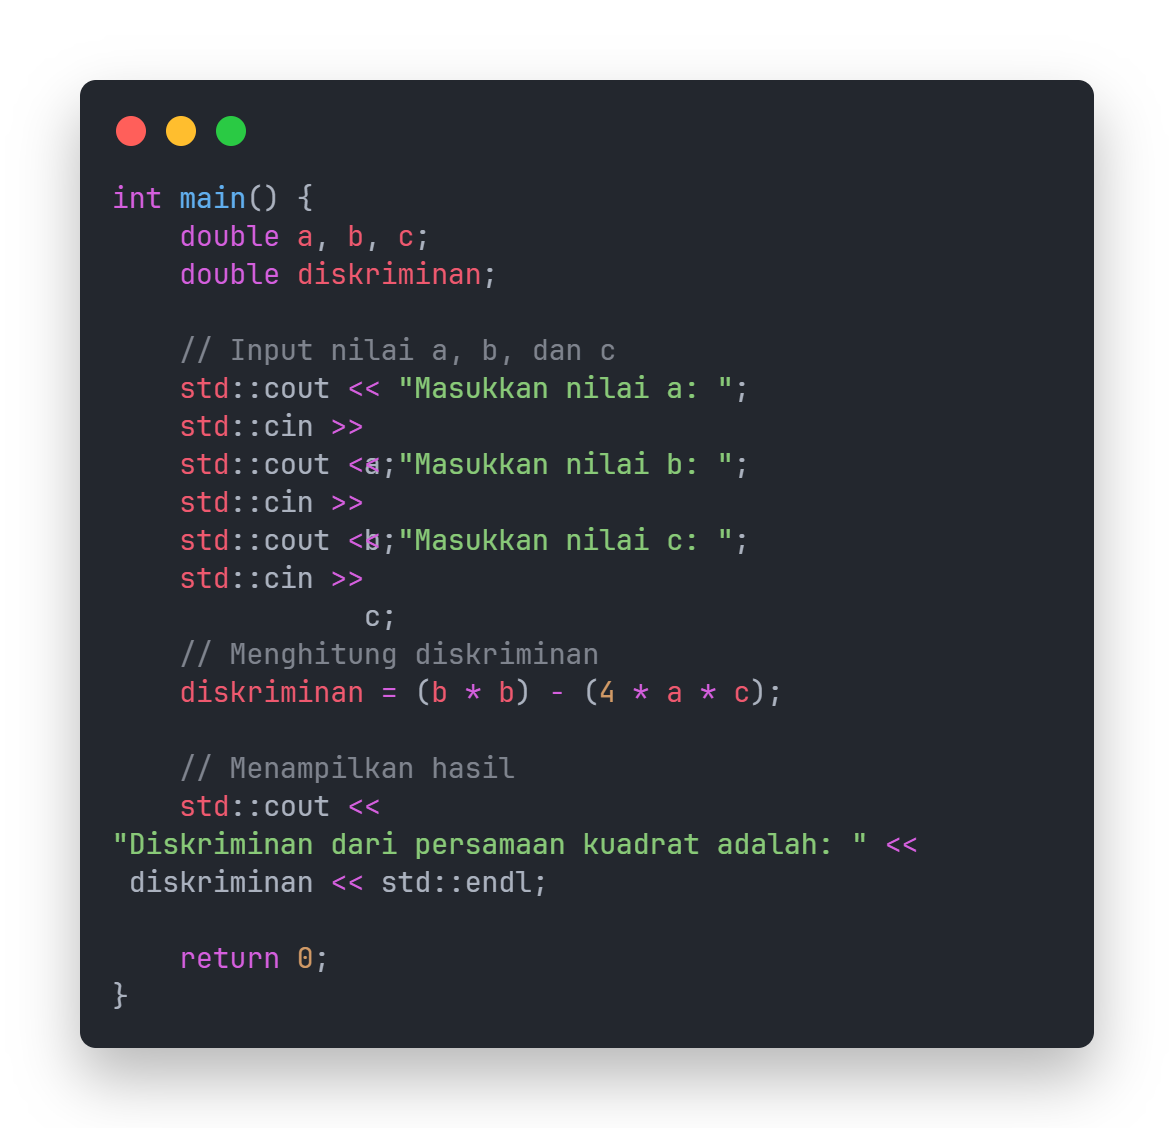 int main() {
    double a, b, c;
    double diskriminan;

    // Input nilai a, b, dan c
    std::cout << "Masukkan nilai a: ";
    std::cin >>
a;
    std::cout << "Masukkan nilai b: ";
    std::cin >>
b;
    std::cout << "Masukkan nilai c: ";
    std::cin >>
c;
    // Menghitung diskriminan
    diskriminan = (b * b) - (4 * a * c);

    // Menampilkan hasil
    std::cout <<
"Diskriminan dari persamaan kuadrat adalah: " <<
 diskriminan << std::endl;

    return 0;
}